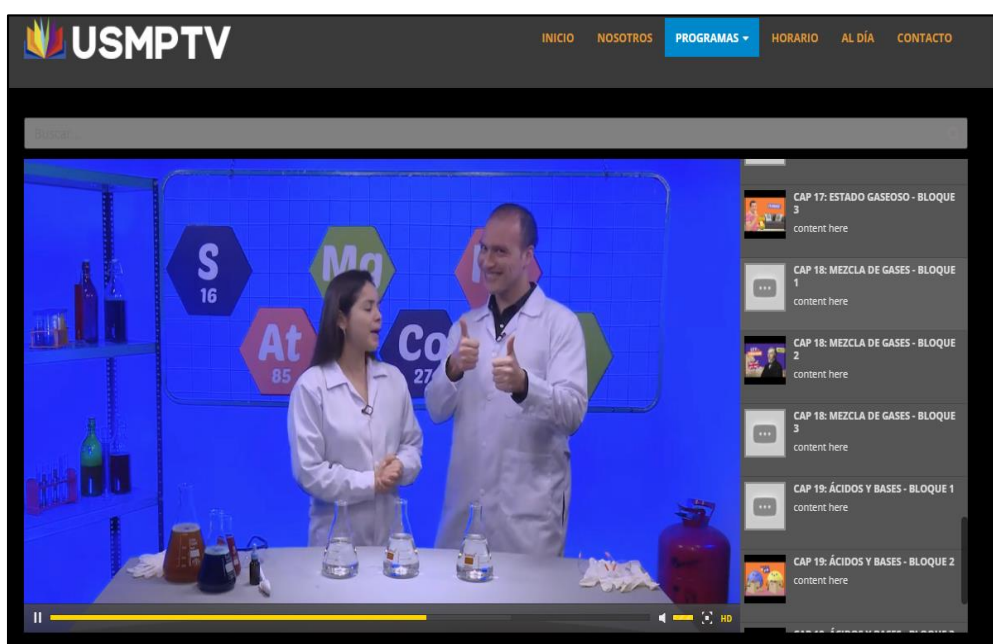 USMPTV
INICIO NOSOTROS PROGRAMAS HORARIO AL DÍA CONTACTO
Buscar...
S
16
Mg
At
85
Co
27
CAP 17: ESTADO GASEOSO - BLOQUE
3
content here
CAP 18: MEZCLA DE GASES - BLOQUE
1
content here
CAP 18: MEZCLA DE GASES - BLOQUE
2
content here
CAP 18: MEZCLA DE GASES - BLOQUE
3
content here
CAP 19: ÁCIDOS Y BASES - BLOQUE 1
content here
CAP 19: ÁCIDOS Y BASES - BLOQUE 2
content here
HD